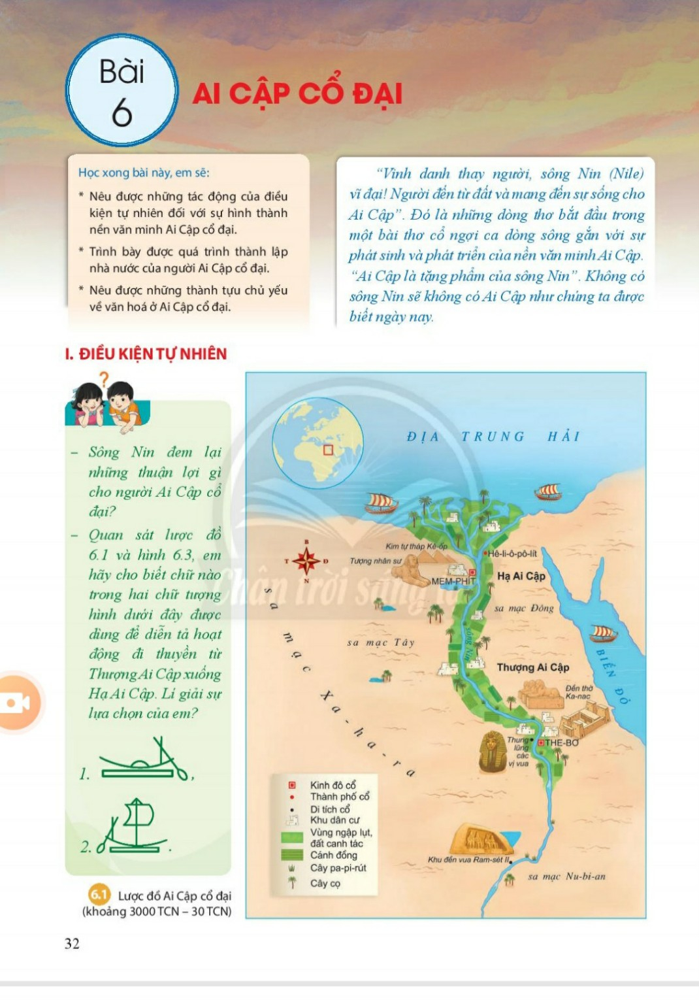 Bài
6
AI CẬP CỔ ĐẠI
Học xong bài này, em sẽ:
* Nêu được những tác động của điều
kiện tự nhiên đối với sự hình thành
nền văn minh Ai Cập cổ đại.
* Trình bày được quá trình thành lập
nhà nước của người Ai Cập cổ đại.
* Nêu được những thành tựu chủ yếu
về văn hoá ở Ai Cập cổ đại.
“Vinh danh thay người, sông Nin (Nile)
vĩ đại! Người đến từ đất và mang đến sự sống cho
Ai Cập”. Đó là những dòng thơ bắt đầu trong
một bài thơ cổ ngợi ca dòng sông gắn với sự
phát sinh và phát triển của nền văn minh Ai Cập.
“Ai Cập là tặng phẩm của sông Nin”. Không có
sông Nin sẽ không có Ai Cập như chúng ta được
biết ngày nay.
I. ĐIỀU KIỆN TỰ NHIÊN
?
– Sông Nin đem lại
những thuận lợi gì
cho người Ai Cập cổ
đại?
– Quan sát lược đồ
6.1 và hình 6.3, em
hãy cho biết chữ nào
trong hai chữ tượng
hình dưới đây được
dùng để diễn tả hoạt
động đi thuyền từ
Thượng Ai Cập xuống
Hạ Ai Cập. Lí giải sự
lựa chọn của em?
1. ,
2. .
6.1 Lược đồ Ai Cập cổ đại
(khoảng 3000 TCN – 30 TCN)
ĐỊA TRUNG HẢI
Kim tự tháp Kê-ốp
Tượng nhân sư
MEM-PHÍT
Hê-li-ô-pô-lít
Hạ Ai Cập
B
T
Đ
N
Chân trời sáng tạo
sa mạc Đông
sa mạc Tây
sông Nin
sa mạc Xa-ha-ra
Thượng Ai Cập
BIỂN ĐỎ
Đền thờ
Ka-nac
Thung
lũng
các
vị vua
THE-BƠ
Kinh đô cổ
Thành phố cổ
Di tích cổ
Khu dân cư
Vùng ngập lụt,
đất canh tác
Cánh đồng
Cây pa-pi-rút
Cây cọ
Khu đền vua Ram-sét II
sa mạc Nu-bi-an
32